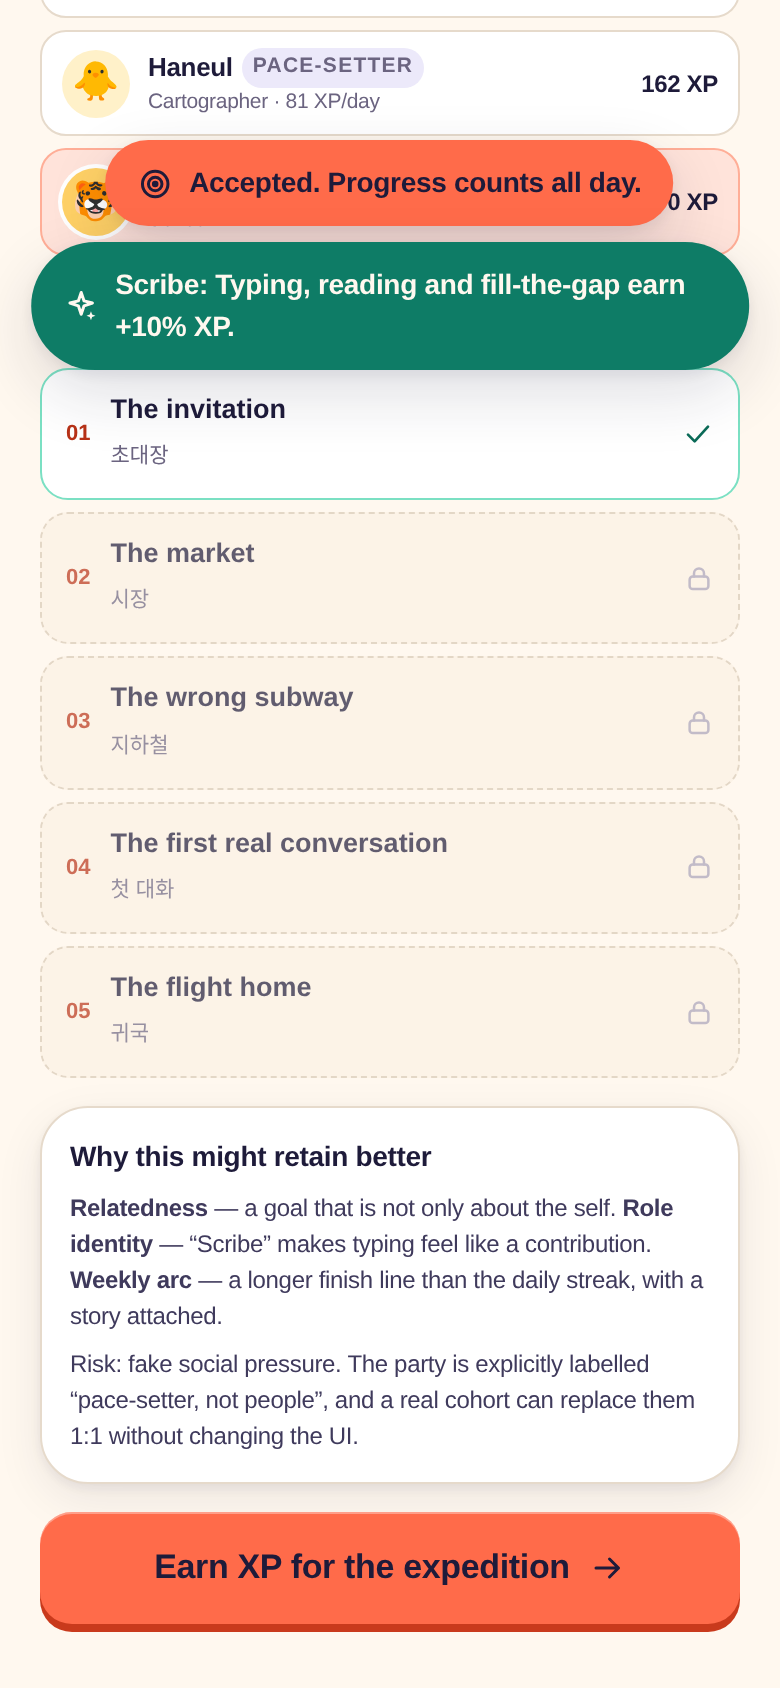 Haneul PACE-SETTER
Cartographer · 81 XP/day
162 XP
Accepted. Progress counts all day.
0 XP
Scribe: Typing, reading and fill-the-gap earn
+10% XP.
01
The invitation
초대장
02
The market
시장
03
The wrong subway
지하철
04
The first real conversation
첫 대화
05
The flight home
귀국
Why this might retain better
Relatedness — a goal that is not only about the self. Role
identity — “Scribe” makes typing feel like a contribution.
Weekly arc — a longer finish line than the daily streak, with a
story attached.
Risk: fake social pressure. The party is explicitly labelled
“pace-setter, not people”, and a real cohort can replace them
1:1 without changing the UI.
Earn XP for the expedition